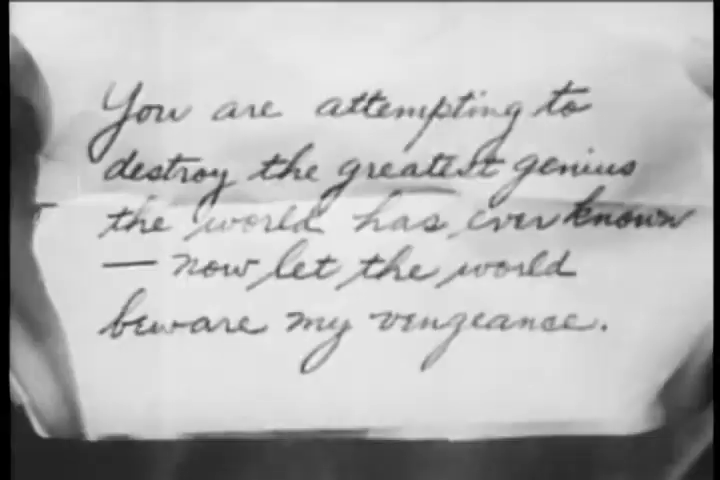 You are attempting to
destroy the greatest genius
the world has ever known
— now let the world
beware my vengeance.